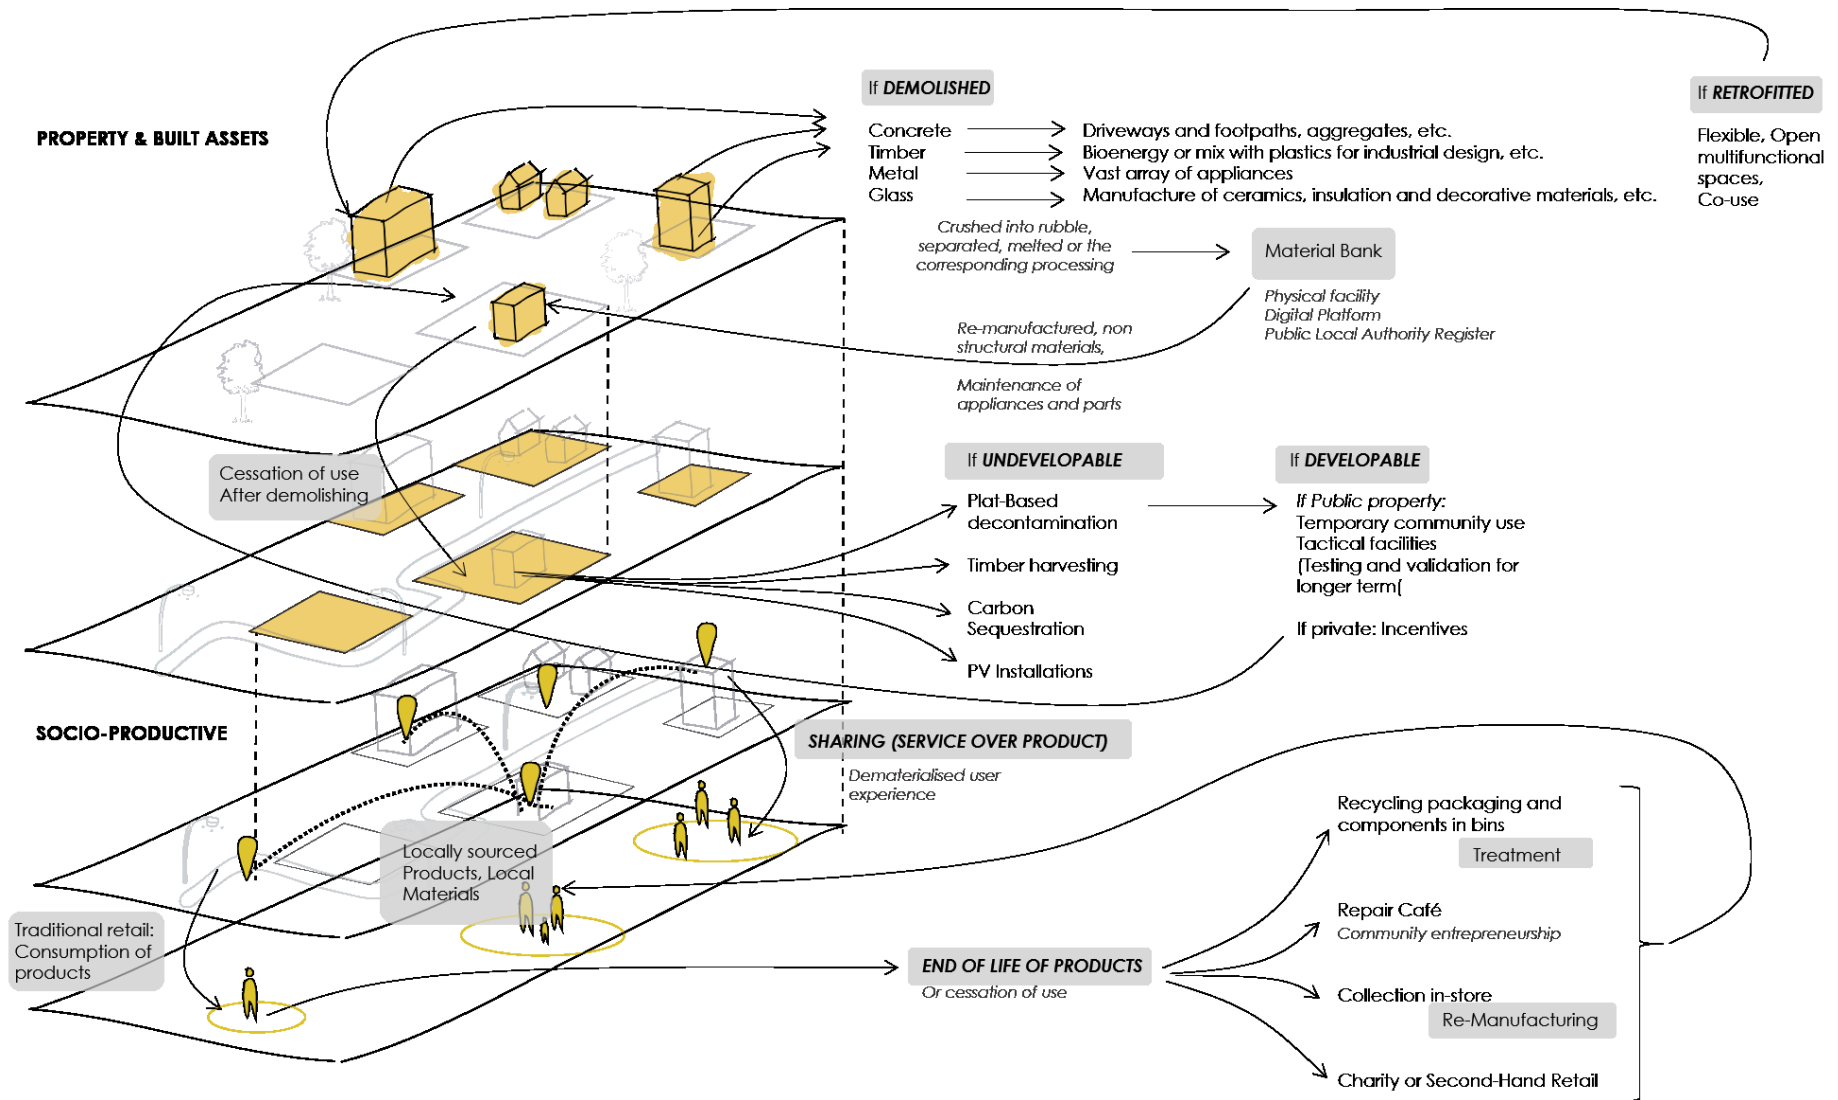 PROPERTY & BUILT ASSETS
If DEMOLISHED
Concrete
Driveways and footpaths, aggregates, etc.
Timber
Bioenergy or mix with plastics for industrial design, etc.
Metal
Vast array of appliances
Glass
Manufacture of ceramics, insulation and decorative materials, etc.
If RETROFITTED
Flexible, Open
multifunctional
spaces,
Co-use
Crushed into rubble,
separated, melted or the
corresponding processing
Material Bank
Physical facility
Digital Platform
Public Local Authority Register
Re-manufactured, non
structural materials,
Maintenance of
appliances and parts
Cessation of use
After demolishing
If UNDEVELOPABLE
Plat-Based
decontamination
Timber harvesting
Carbon
Sequestration
PV Installations
If DEVELOPABLE
If Public property:
Temporary community use
Tactical facilities
(Testing and validation for
longer term(
If private: Incentives
SOCIO-PRODUCTIVE
SHARING (SERVICE OVER PRODUCT)
Dematerialised user
experience
Locally sourced
Products, Local
Materials
Traditional retail:
Consumption of
products
END OF LIFE OF PRODUCTS
Or cessation of use
Recycling packaging and
components in bins
Treatment
Repair Café
Community entrepreneurship
Collection in-store
Re-Manufacturing
Charity or Second-Hand Retail